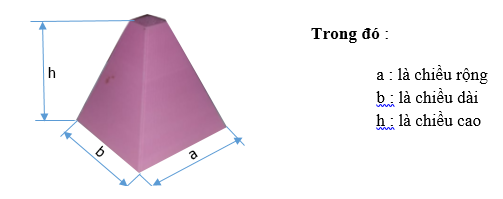 Trong đó :
h
a : là chiều rộng
b : là chiều dài
h : là chiều cao
b
a